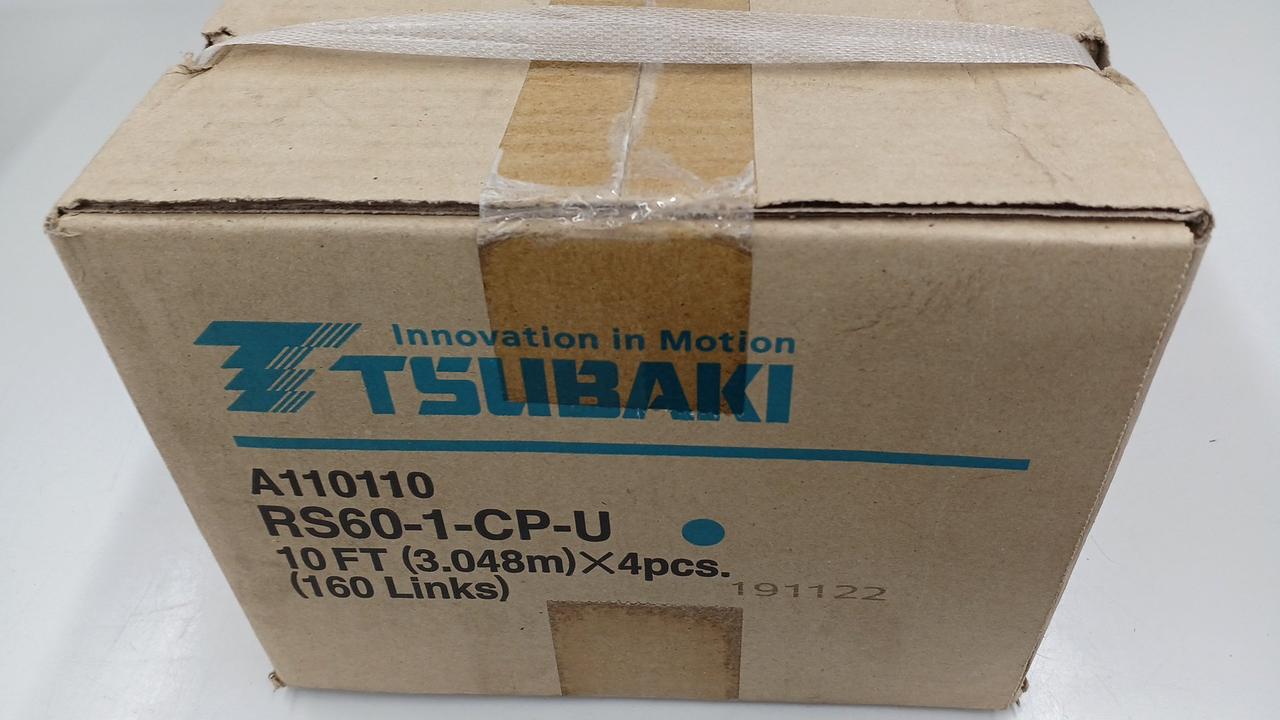 Innovation in Motion
TSUBAKI
A110110
RS60-1-CP-U
10 FT (3.048m)×4pcs.
(160 Links)
191122